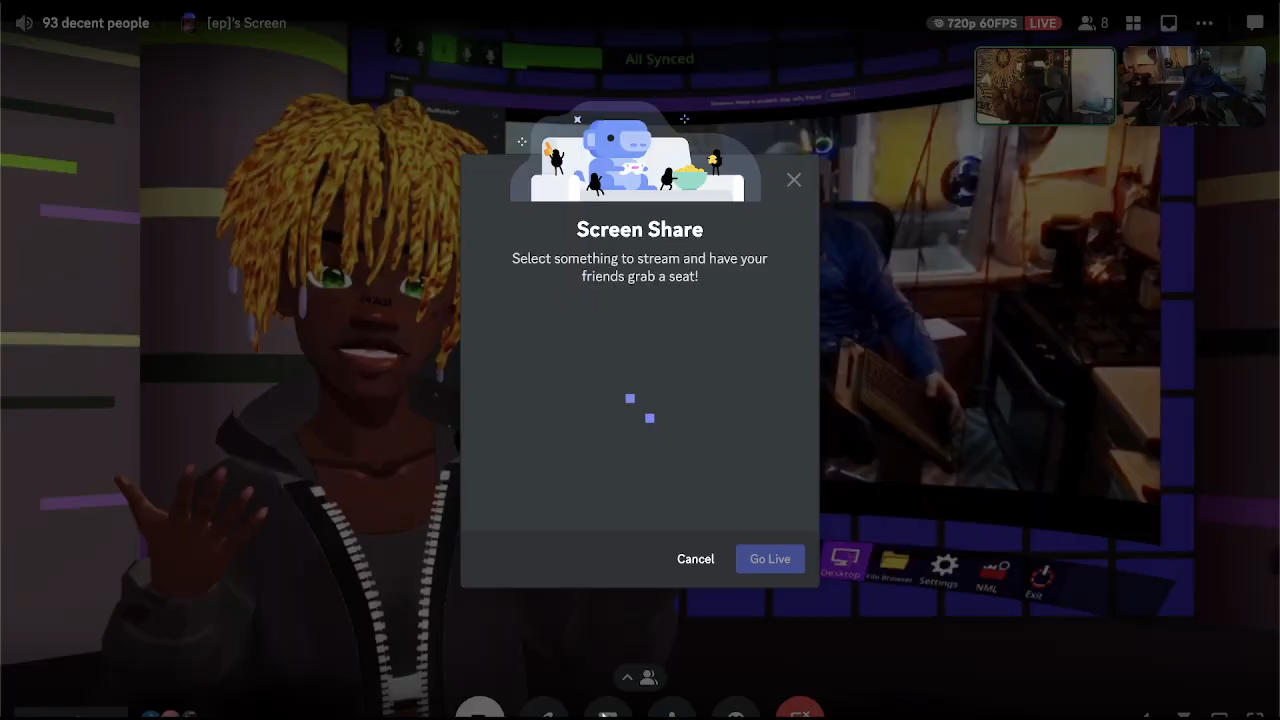 93 decent people
[ep]'s Screen
720p 60FPS LIVE
8
All Synced
Screen Share
Select something to stream and have your
friends grab a seat!
Cancel
Go Live
Desktop
File Browser
Settings
NML
Exit